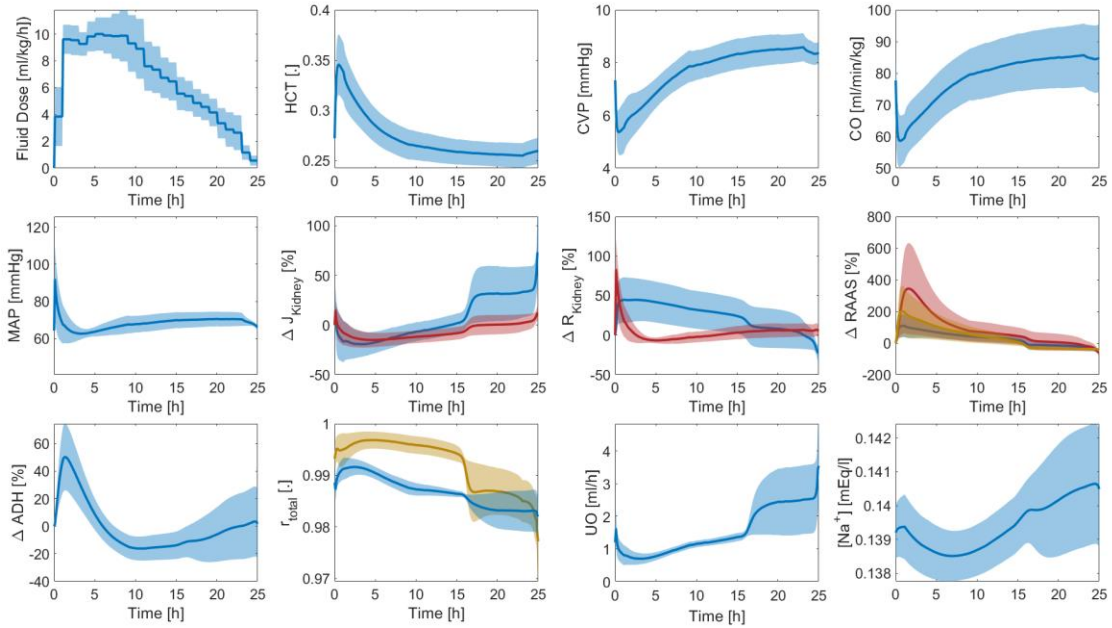 Fluid Dose [ml/kg/h]
10
8
6
4
2
0
0 5 10 15 20 25
Time [h]
HCT [.]
0.4
0.35
0.3
0.25
0 5 10 15 20 25
Time [h]
CVP [mmHg]
10
8
6
4
0 5 10 15 20 25
Time [h]
CO [ml/min/kg]
100
90
80
70
60
50
0 5 10 15 20 25
Time [h]
MAP [mmHg]
120
100
80
60
0 5 10 15 20 25
Time [h]
Δ J_Kidney [%]
100
50
0
-50
0 5 10 15 20 25
Time [h]
Δ R_Kidney [%]
150
100
50
0
-50
0 5 10 15 20 25
Time [h]
Δ RAAS [%]
800
600
400
200
0
-200
0 5 10 15 20 25
Time [h]
Δ ADH [%]
60
40
20
0
-20
-40
0 5 10 15 20 25
Time [h]
r_total [.]
1
0.99
0.98
0.97
0 5 10 15 20 25
Time [h]
UO [ml/h]
4
3
2
1
0
0 5 10 15 20 25
Time [h]
[Na⁺] [mEq/l]
0.142
0.141
0.14
0.139
0.138
0 5 10 15 20 25
Time [h]